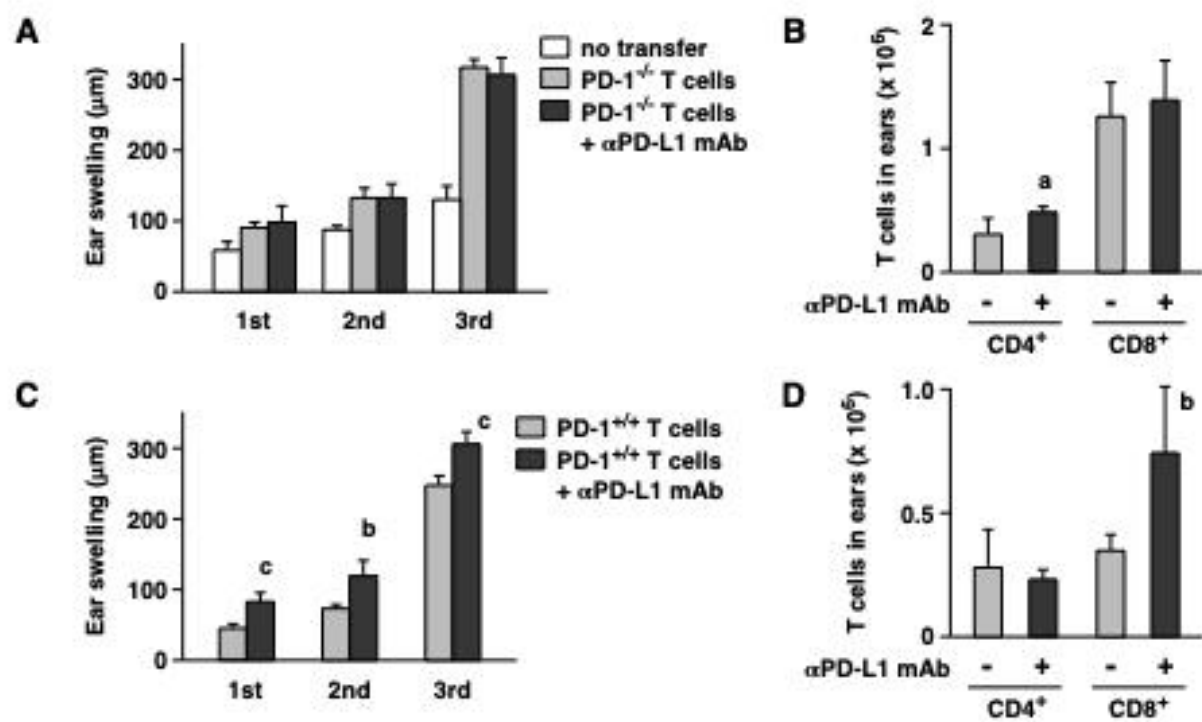 A
Ear swelling (μm)
300
200
100
0
1st 2nd 3rd
no transfer
PD-1-/- T cells
PD-1-/- T cells
+ αPD-L1 mAb
B
T cells in ears (x 10⁵)
2
1
0
a
αPD-L1 mAb - + - +
CD4⁺ CD8⁺
C
Ear swelling (μm)
300
200
100
0
c
b
c
1st 2nd 3rd
PD-1+/+ T cells
PD-1+/+ T cells
+ αPD-L1 mAb
D
T cells in ears (x 10⁵)
1.0
0.5
0
b
αPD-L1 mAb - + - +
CD4⁺ CD8⁺